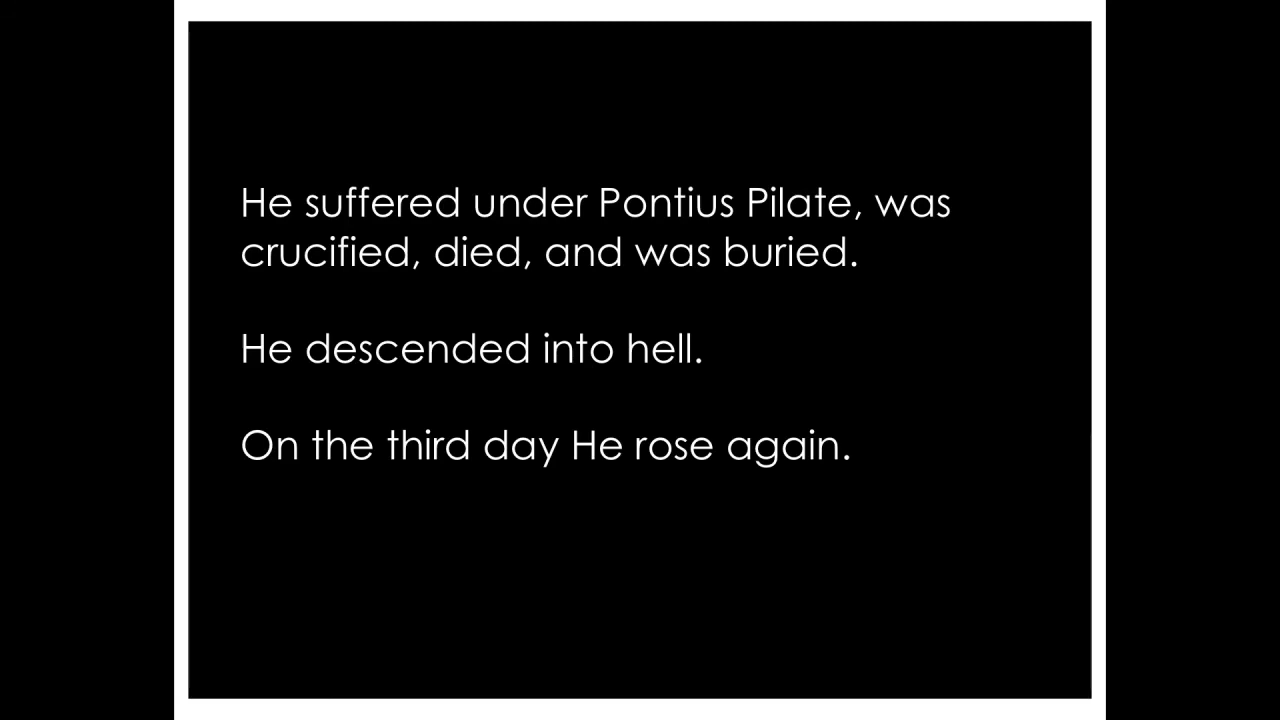 He suffered under Pontius Pilate, was
crucified, died, and was buried.
He descended into hell.
On the third day He rose again.